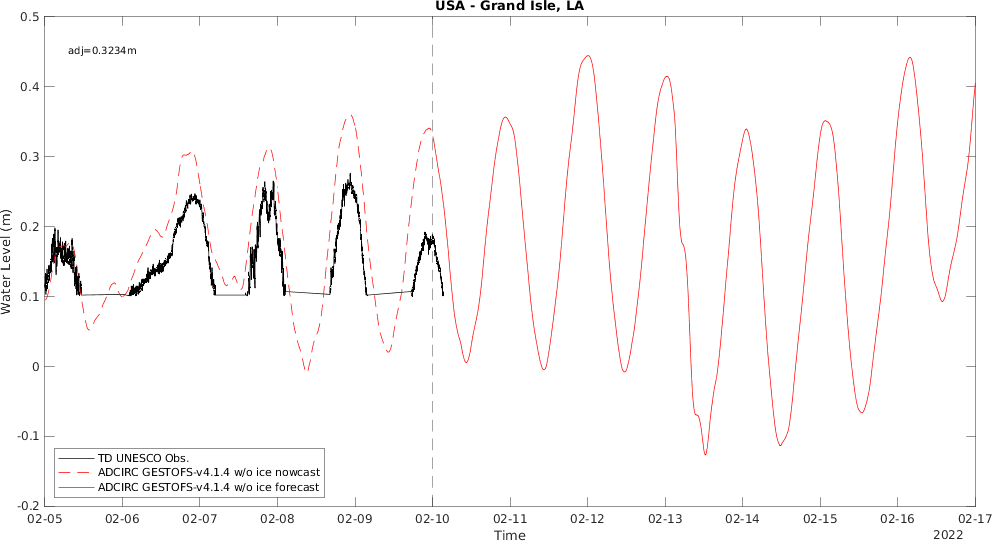 USA - Grand Isle, LA
adj=0.3234m
0.5
0.4
0.3
0.2
0.1
0
-0.1
-0.2
Water Level (m)
TD UNESCO Obs.
ADCIRC GESTOFS-v4.1.4 w/o ice nowcast
ADCIRC GESTOFS-v4.1.4 w/o ice forecast
02-05 02-06 02-07 02-08 02-09 02-10 02-11 02-12 02-13 02-14 02-15 02-16 02-17
Time
2022